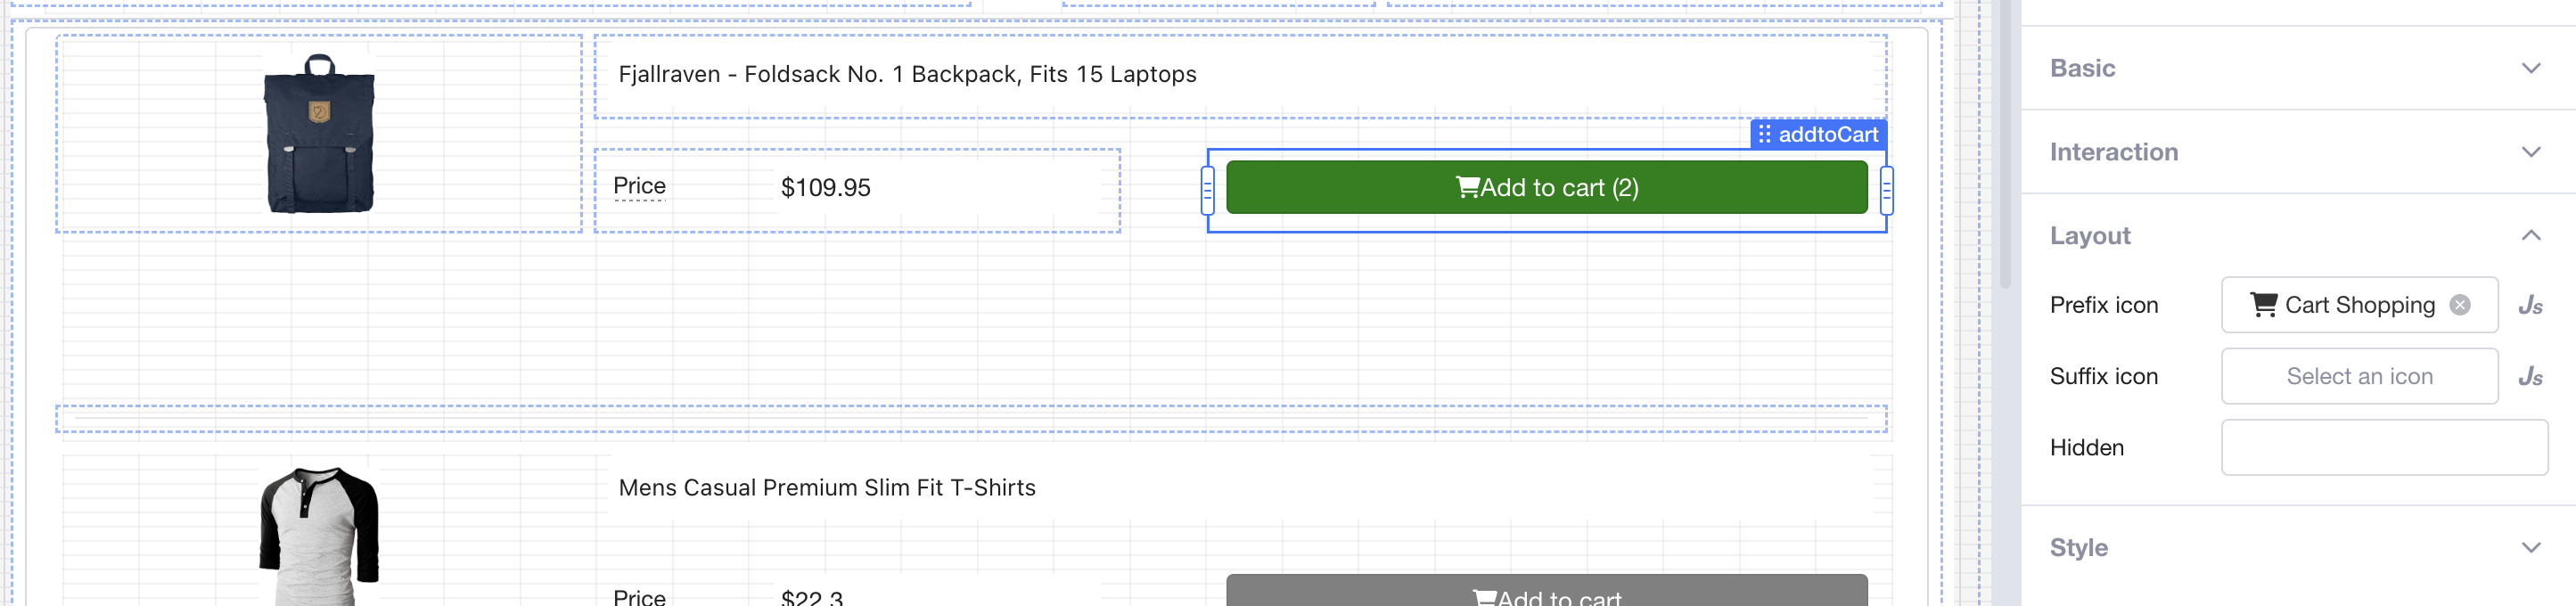 Fjallraven - Foldsack No. 1 Backpack, Fits 15 Laptops
addtoCart
Price
$109.95
Add to cart (2)
Mens Casual Premium Slim Fit T-Shirts
Price
$22.3
Add to cart
Basic
Interaction
Layout
Prefix icon
Cart Shopping
Js
Suffix icon
Select an icon
Js
Hidden
Style